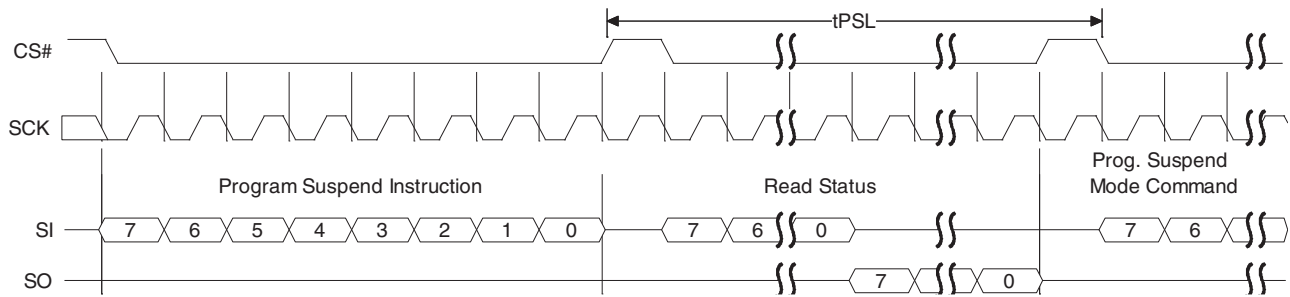 tPSL
CS#
SCK
Prog. Suspend
Program Suspend Instruction Read Status Mode Command
SI 7 6 5 4 3 2 1 0 7 6 0 7 6
SO 7 0